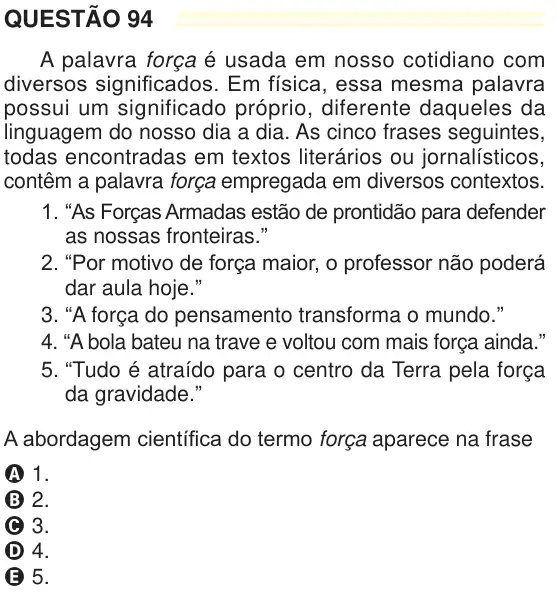 QUESTÃO 94
A palavra força é usada em nosso cotidiano com
diversos significados. Em física, essa mesma palavra
possui um significado próprio, diferente daqueles da
linguagem do nosso dia a dia. As cinco frases seguintes,
todas encontradas em textos literários ou jornalísticos,
contêm a palavra força empregada em diversos contextos.
1. “As Forças Armadas estão de prontidão para defender
as nossas fronteiras.”
2. “Por motivo de força maior, o professor não poderá
dar aula hoje.”
3. “A força do pensamento transforma o mundo.”
4. “A bola bateu na trave e voltou com mais força ainda.”
5. “Tudo é atraído para o centro da Terra pela força
da gravidade.”
A abordagem científica do termo força aparece na frase
A 1.
B 2.
C 3.
D 4.
E 5.